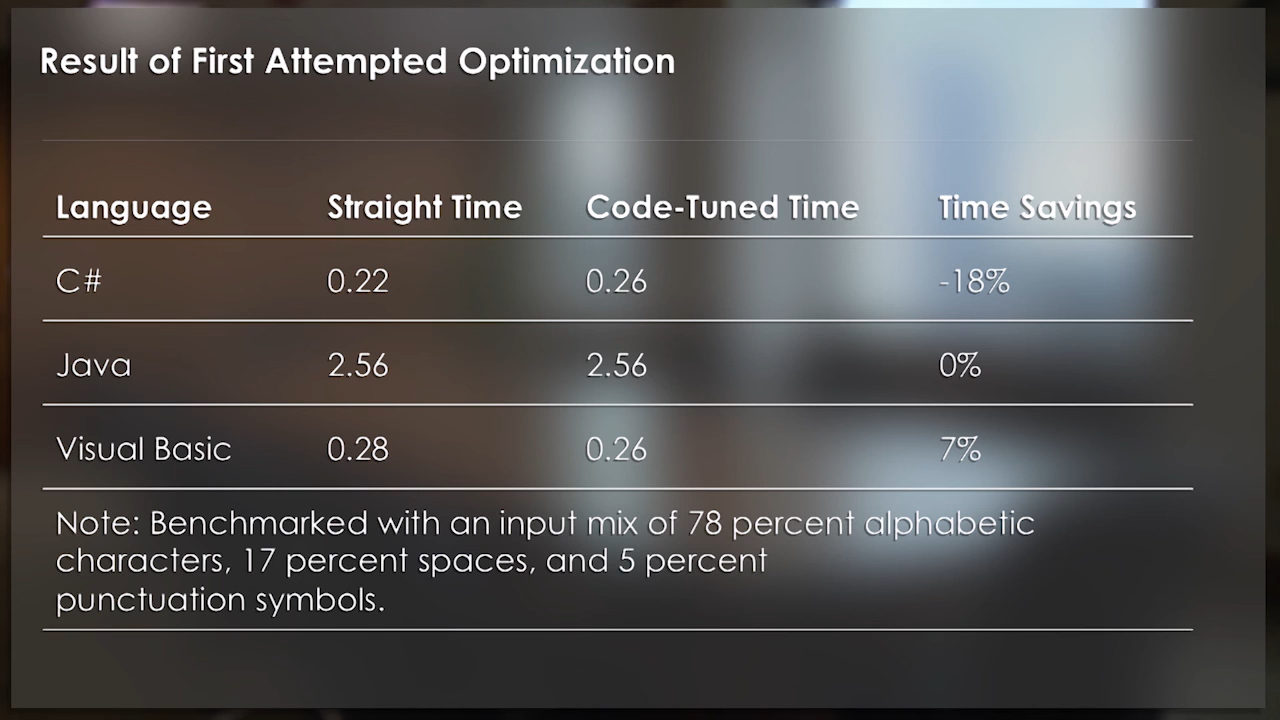 Result of First Attempted Optimization
Language Straight Time Code-Tuned Time Time Savings
C# 0.22 0.26 -18%
Java 2.56 2.56 0%
Visual Basic 0.28 0.26 7%
Note: Benchmarked with an input mix of 78 percent alphabetic
characters, 17 percent spaces, and 5 percent
punctuation symbols.